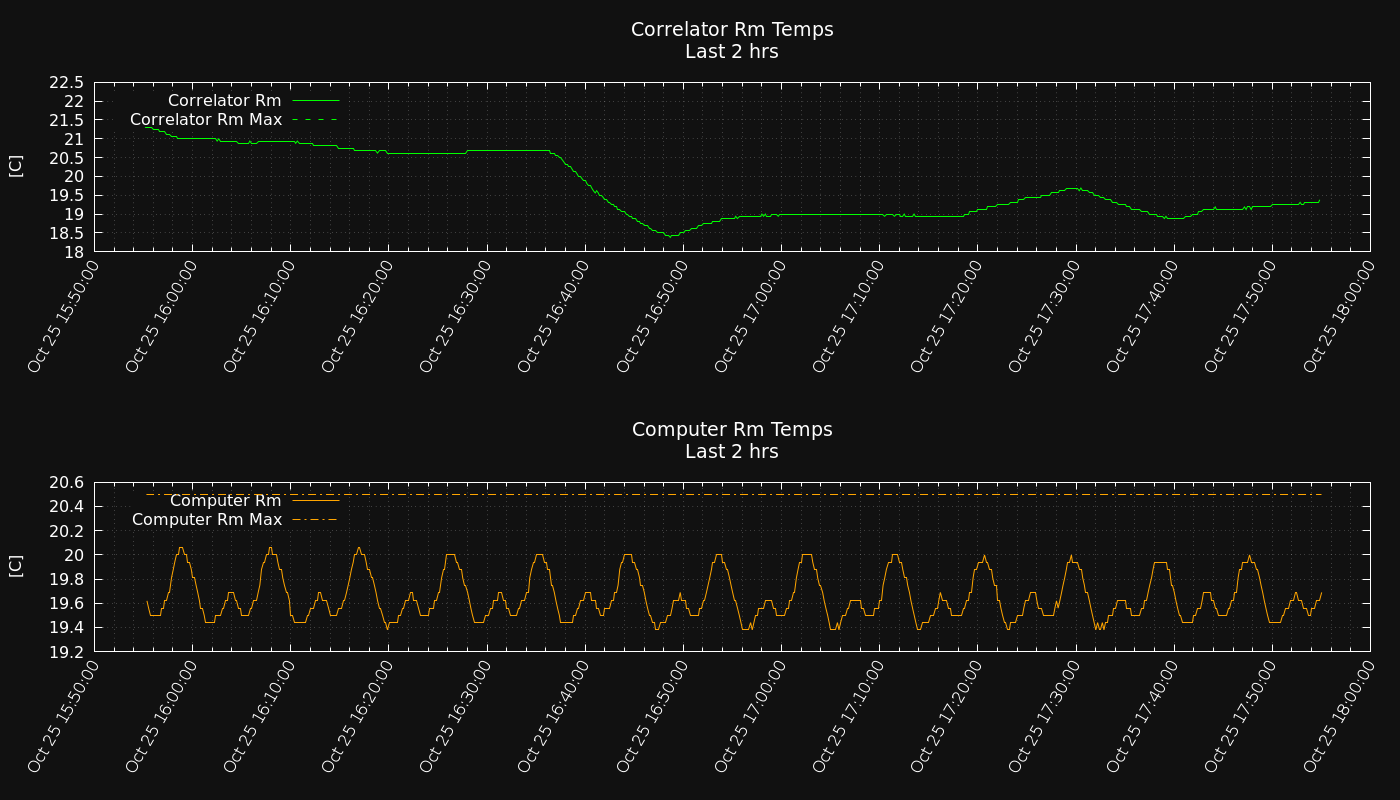 Correlator Rm Temps
Last 2 hrs
22.5
22
21.5
21
20.5
20
19.5
19
18.5
18
[C]
Correlator Rm
Correlator Rm Max
Oct 25 15:50:00
Oct 25 16:00:00
Oct 25 16:10:00
Oct 25 16:20:00
Oct 25 16:30:00
Oct 25 16:40:00
Oct 25 16:50:00
Oct 25 17:00:00
Oct 25 17:10:00
Oct 25 17:20:00
Oct 25 17:30:00
Oct 25 17:40:00
Oct 25 17:50:00
Oct 25 18:00:00
Computer Rm Temps
Last 2 hrs
20.6
20.4
20.2
20
19.8
19.6
19.4
19.2
[C]
Computer Rm
Computer Rm Max
Oct 25 15:50:00
Oct 25 16:00:00
Oct 25 16:10:00
Oct 25 16:20:00
Oct 25 16:30:00
Oct 25 16:40:00
Oct 25 16:50:00
Oct 25 17:00:00
Oct 25 17:10:00
Oct 25 17:20:00
Oct 25 17:30:00
Oct 25 17:40:00
Oct 25 17:50:00
Oct 25 18:00:00